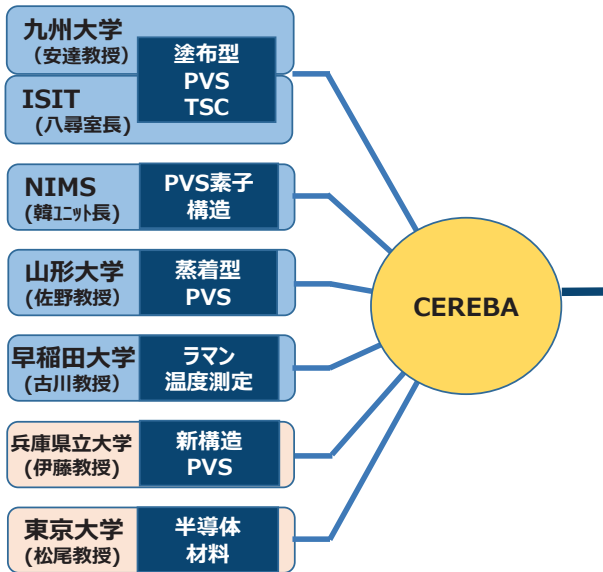 九州大学
(安達教授)
ISIT
(八尋室長)
塗布型
PVS
TSC
NIMS
(韓ﾕﾆｯﾄ長)
PVS素子
構造
山形大学
(佐野教授)
蒸着型
PVS
早稲田大学
(古川教授)
ラマン
温度測定
兵庫県立大学
(伊藤教授)
新構造
PVS
東京大学
(松尾教授)
半導体
材料
CEREBA